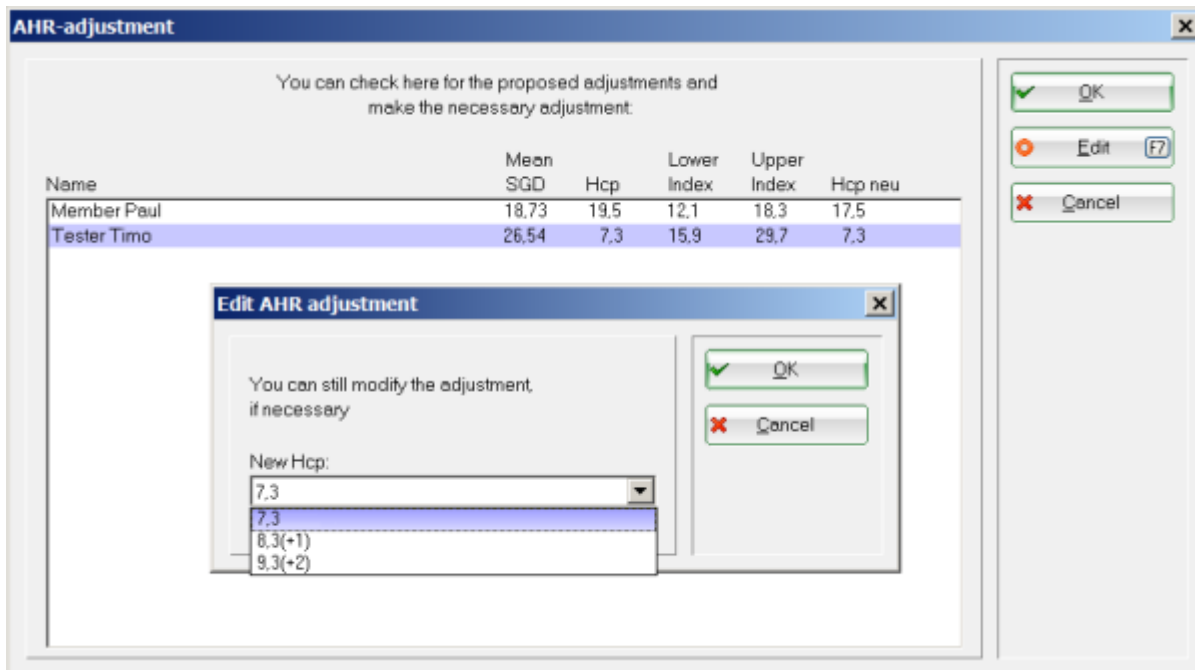 AHR-adjustment
You can check here for the proposed adjustments and
make the necessary adjustment:
OK
Edit F7
Cancel
Mean Lower Upper
Name SGD Hcp Index Index Hcp neu
Member Paul 18,73 19,5 12,1 18,3 17,5
Tester Timo 26,54 7,3 15,9 29,7 7,3
Edit AHR adjustment
You can still modify the adjustment,
if necessary
OK
Cancel
New Hcp:
7,3
7,3
8,3(+1)
9,3(+2)